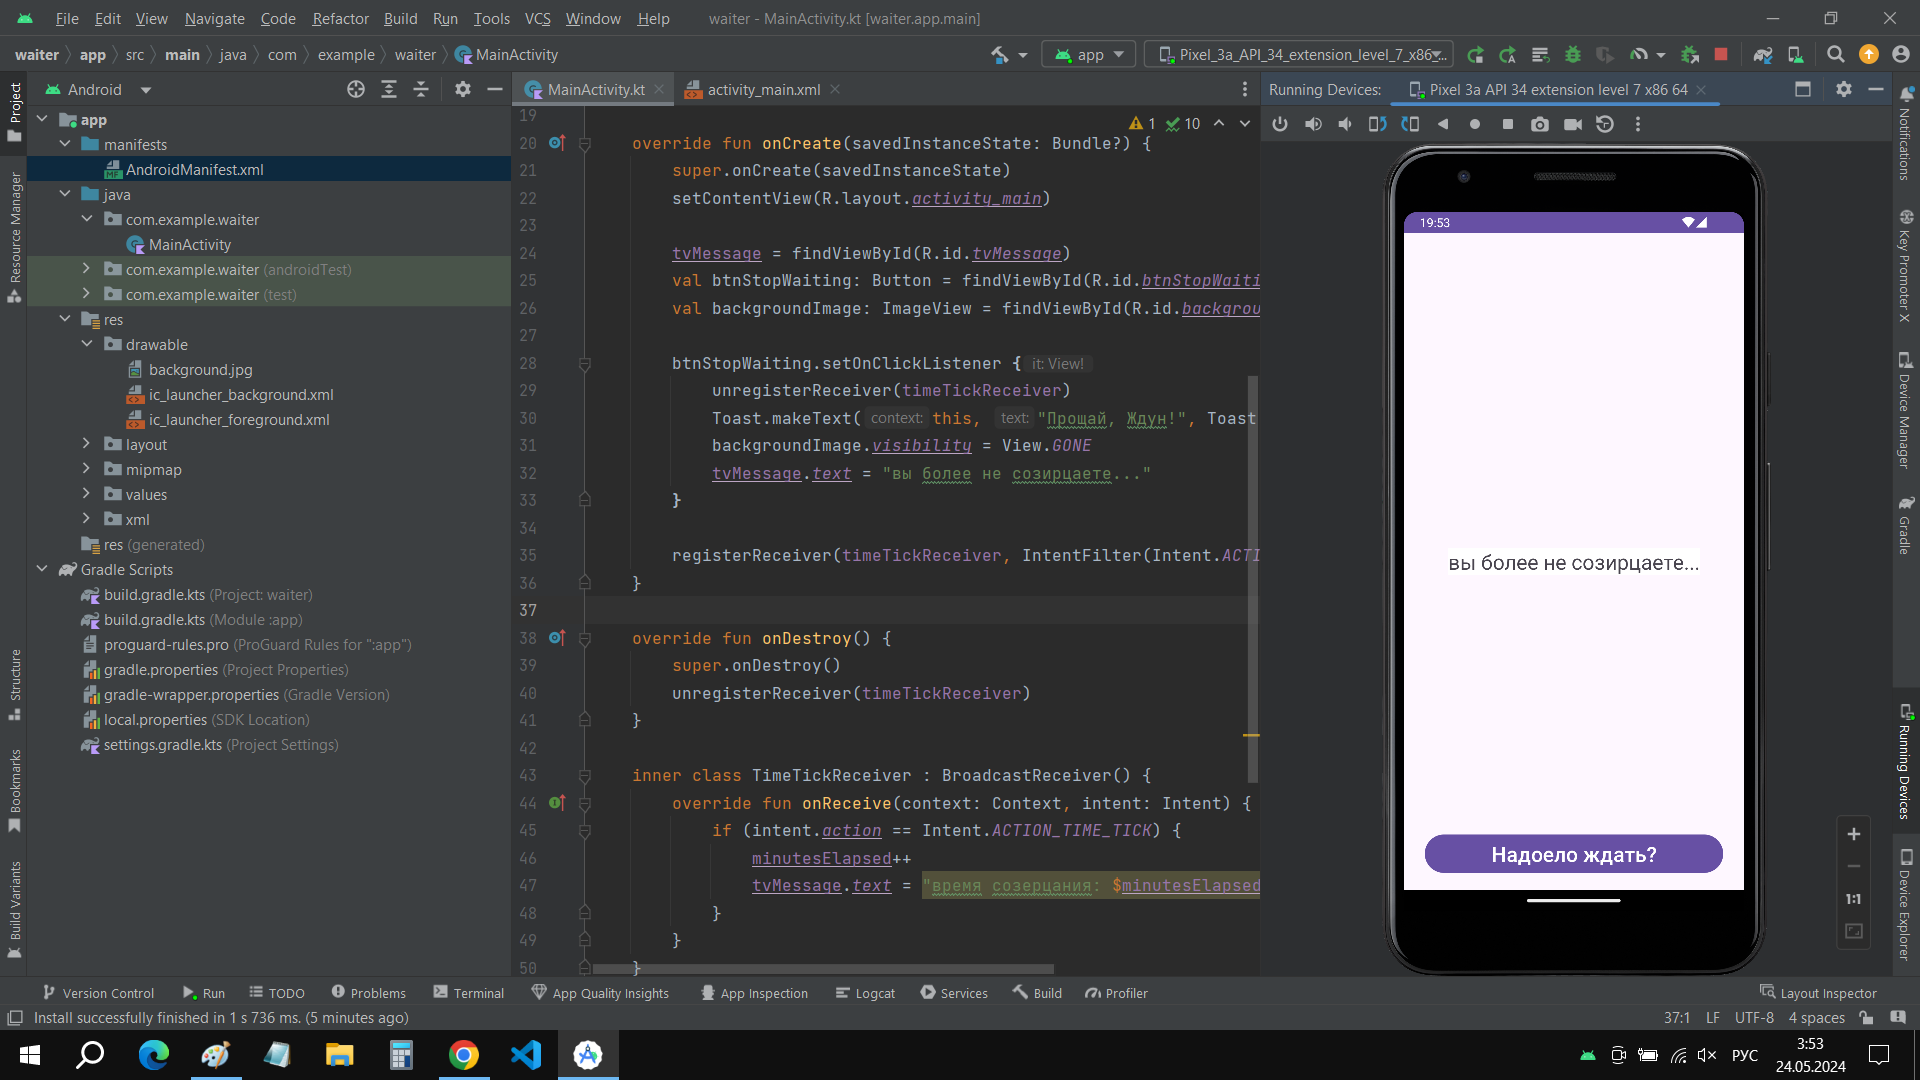 File Edit View Navigate Code Refactor Build Run Tools VCS Window Help waiter - MainActivity.kt [waiter.app.main]
waiter app src main java com example waiter MainActivity app Pixel_3a_API_34_extension_level_7_x86...
Project
Resource Manager
Structure
Bookmarks
Build Variants
Android
app
manifests
AndroidManifest.xml
java
com.example.waiter
MainActivity
com.example.waiter (androidTest)
com.example.waiter (test)
res
drawable
background.jpg
ic_launcher_background.xml
ic_launcher_foreground.xml
layout
mipmap
values
xml
res (generated)
Gradle Scripts
build.gradle.kts (Project: waiter)
build.gradle.kts (Module :app)
proguard-rules.pro (ProGuard Rules for ":app")
gradle.properties (Project Properties)
gradle-wrapper.properties (Gradle Version)
local.properties (SDK Location)
settings.gradle.kts (Project Settings)
MainActivity.kt activity_main.xml
1 10
19
20 override fun onCreate(savedInstanceState: Bundle?) {
21 super.onCreate(savedInstanceState)
22 setContentView(R.layout.activity_main)
23
24 tvMessage = findViewById(R.id.tvMessage)
25 val btnStopWaiting: Button = findViewById(R.id.btnStopWaiti
26 val backgroundImage: ImageView = findViewById(R.id.backgrou
27
28 btnStopWaiting.setOnClickListener { it: View!
29 unregisterReceiver(timeTickReceiver)
30 Toast.makeText( context: this, text: "Прощай, Ждун!", Toast
31 backgroundImage.visibility = View.GONE
32 tvMessage.text = "вы более не созирцаете..."
33 }
34
35 registerReceiver(timeTickReceiver, IntentFilter(Intent.ACTI
36 }
37
38 override fun onDestroy() {
39 super.onDestroy()
40 unregisterReceiver(timeTickReceiver)
41 }
42
43 inner class TimeTickReceiver : BroadcastReceiver() {
44 override fun onReceive(context: Context, intent: Intent) {
45 if (intent.action == Intent.ACTION_TIME_TICK) {
46 minutesElapsed++
47 tvMessage.text = "время созерцания: $minutesElapsed
48 }
49 }
50 }
Running Devices: Pixel 3a API 34 extension level 7 x86 64
19:53
вы более не созирцаете...
Надоело ждать?
1:1
Notifications
Key Promoter X
Device Manager
Gradle
Running Devices
Device Explorer
Version Control Run TODO Problems Terminal App Quality Insights App Inspection Logcat Services Build Profiler Layout Inspector
Install successfully finished in 1 s 736 ms. (5 minutes ago) 37:1 LF UTF-8 4 spaces
РУС 3:53
24.05.2024